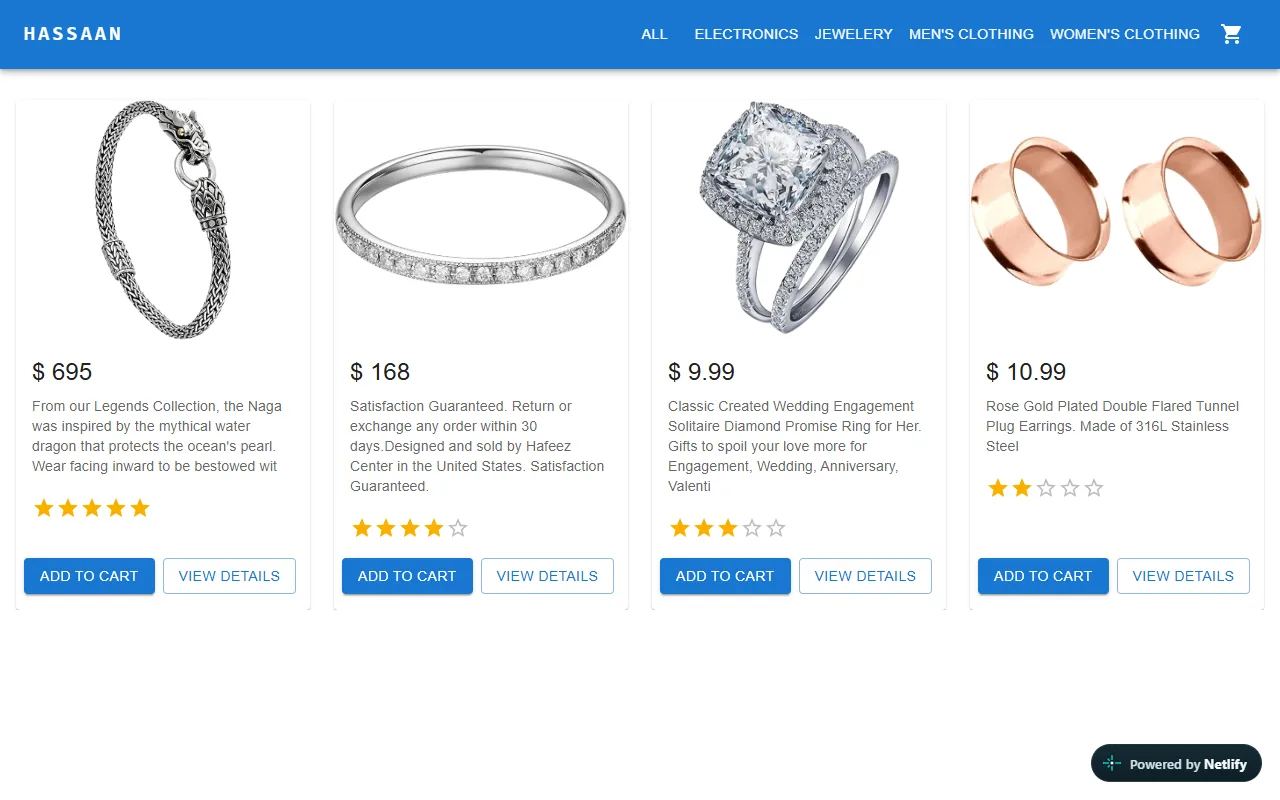 HASSAAN
ALL ELECTRONICS JEWELERY MEN'S CLOTHING WOMEN'S CLOTHING
$ 695
From our Legends Collection, the Naga
was inspired by the mythical water
dragon that protects the ocean's pearl.
Wear facing inward to be bestowed wit
ADD TO CART VIEW DETAILS
$ 168
Satisfaction Guaranteed. Return or
exchange any order within 30
days.Designed and sold by Hafeez
Center in the United States. Satisfaction
Guaranteed.
ADD TO CART VIEW DETAILS
$ 9.99
Classic Created Wedding Engagement
Solitaire Diamond Promise Ring for Her.
Gifts to spoil your love more for
Engagement, Wedding, Anniversary,
Valenti
ADD TO CART VIEW DETAILS
$ 10.99
Rose Gold Plated Double Flared Tunnel
Plug Earrings. Made of 316L Stainless
Steel
ADD TO CART VIEW DETAILS
Powered by Netlify